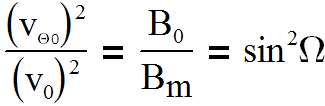 (v_Θ0)² / (v_0)² = B_0 / B_m = sin²Ω